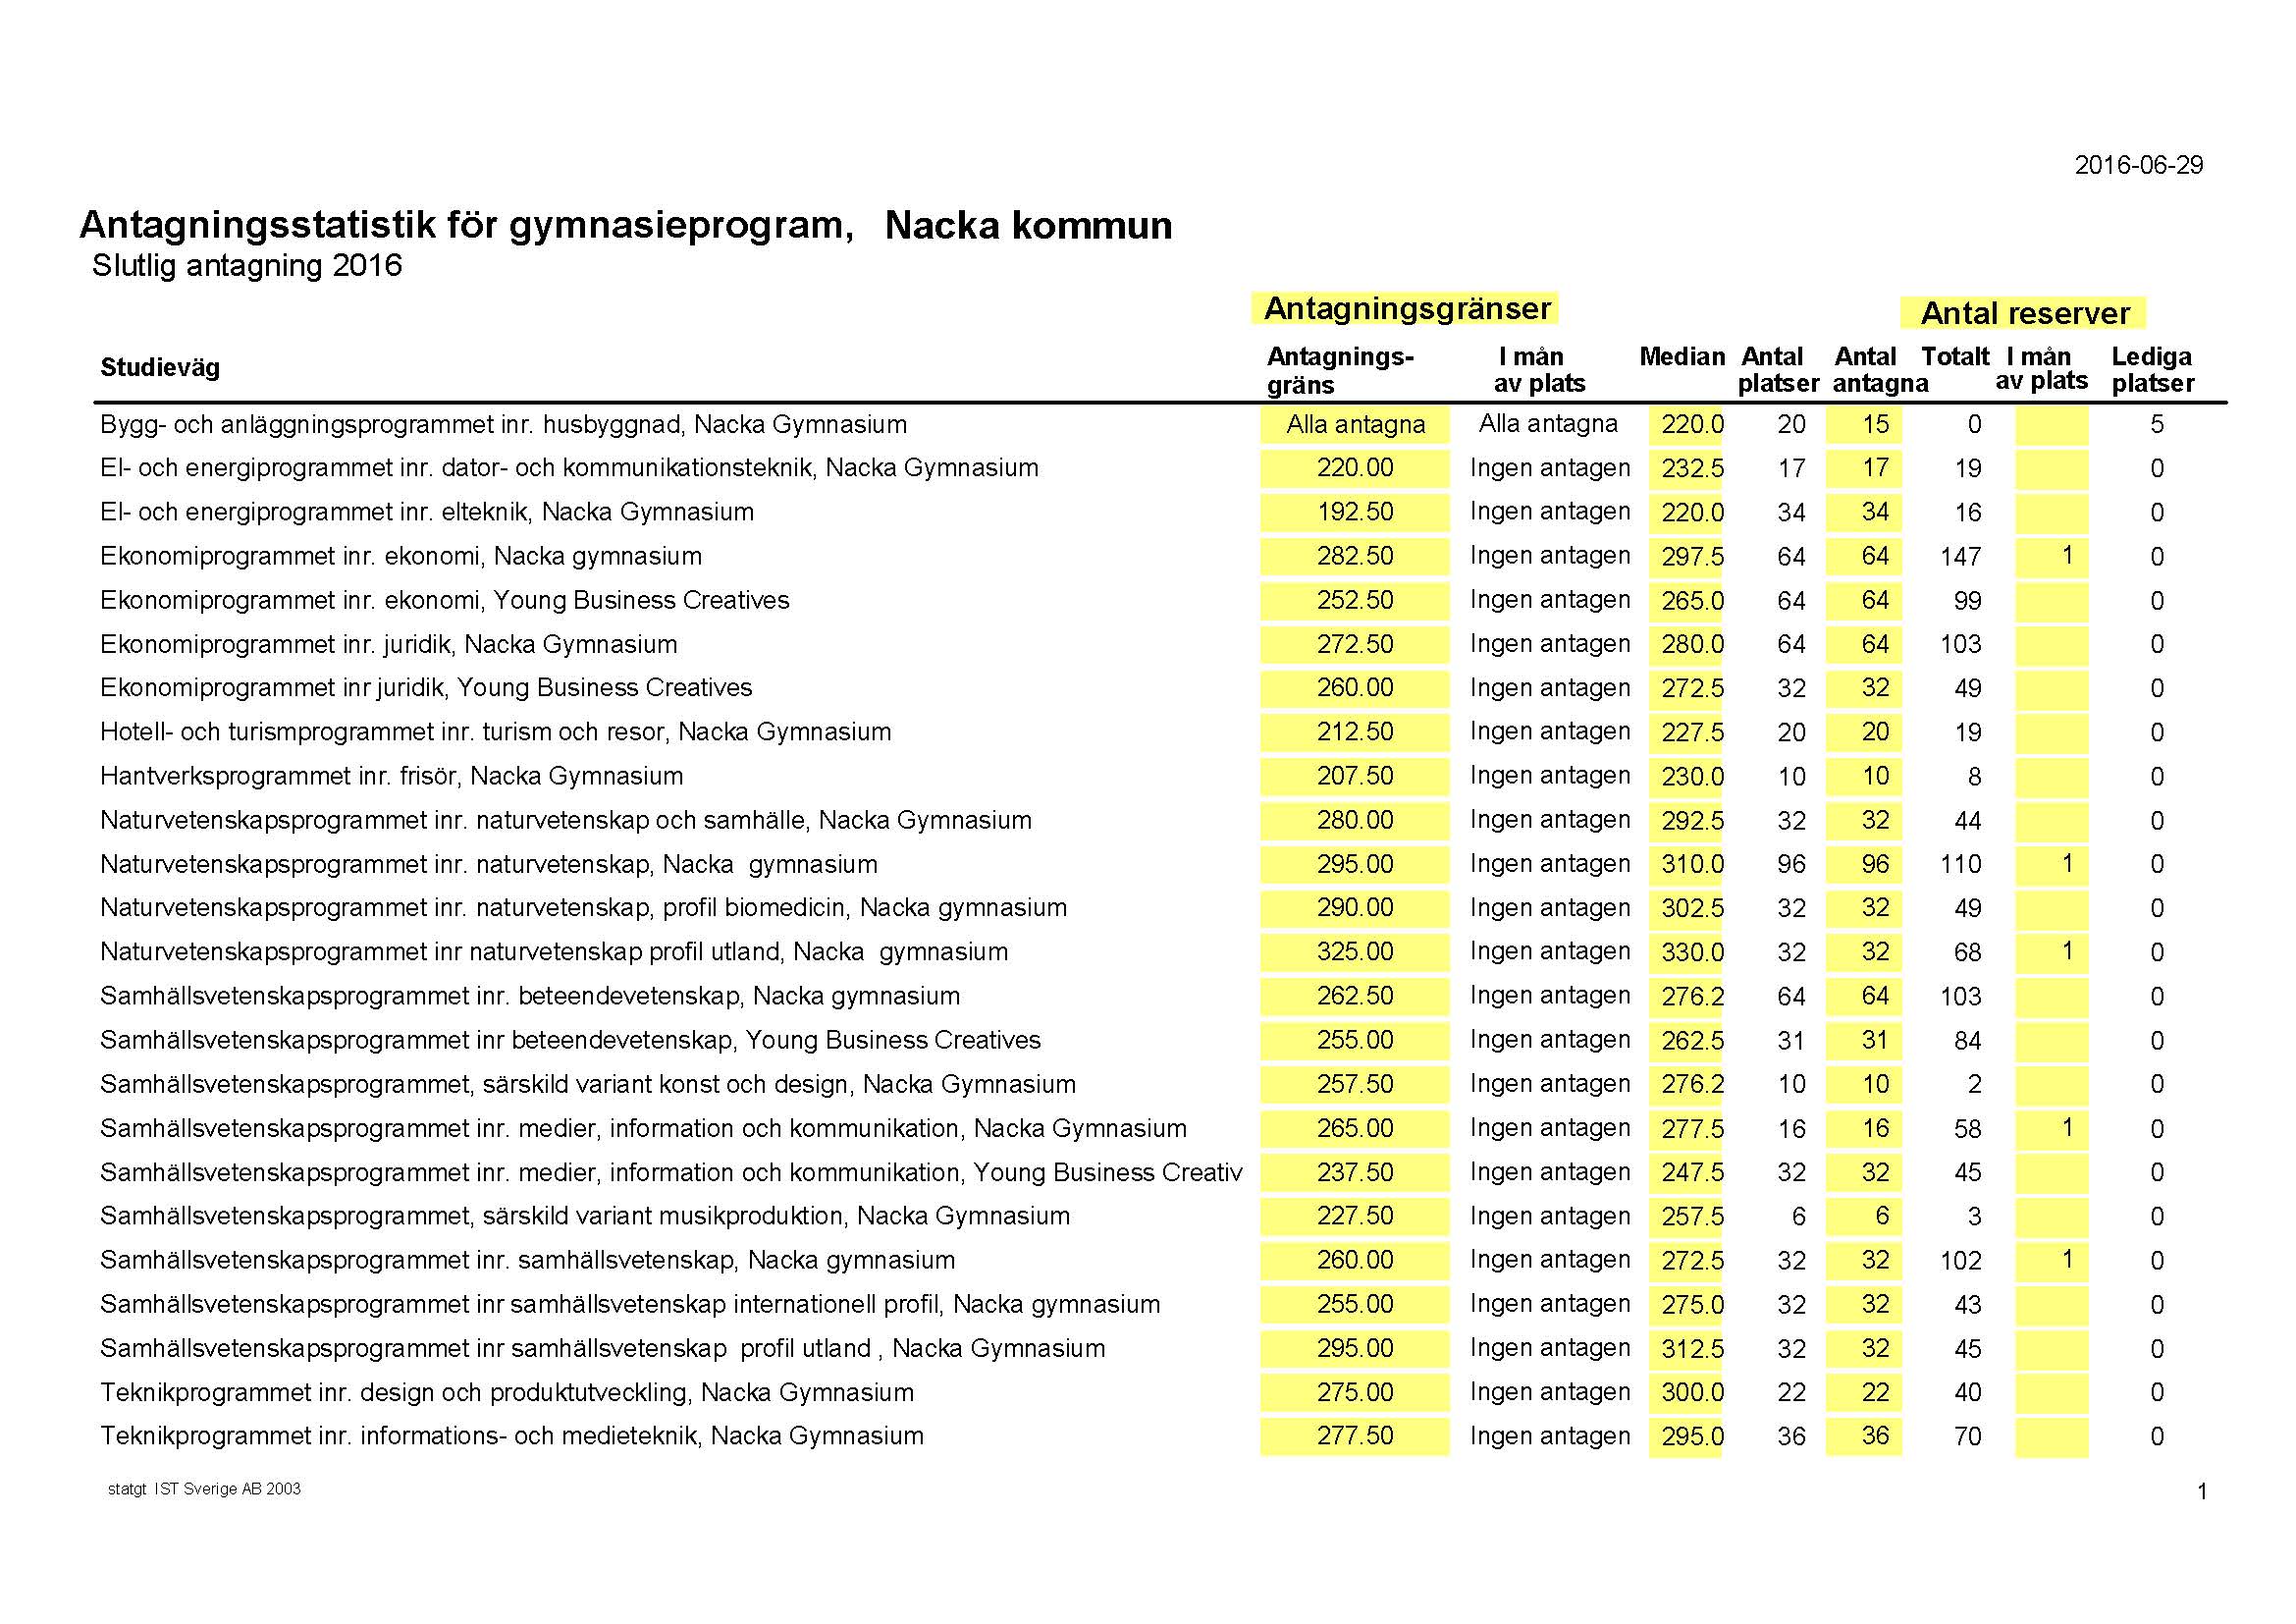 2016-06-29
Antagningsstatistik för gymnasieprogram, Nacka kommun
Slutlig antagning 2016
Antagningsgränser Antal reserver
Studieväg Antagnings- I mån Median Antal Antal Totalt I mån Lediga
gräns av plats platser antagna av plats platser
Bygg- och anläggningsprogrammet inr. husbyggnad, Nacka Gymnasium Alla antagna Alla antagna 220.0 20 15 0 5
El- och energiprogrammet inr. dator- och kommunikationsteknik, Nacka Gymnasium 220.00 Ingen antagen 232.5 17 17 19 0
El- och energiprogrammet inr. elteknik, Nacka Gymnasium 192.50 Ingen antagen 220.0 34 34 16 0
Ekonomiprogrammet inr. ekonomi, Nacka gymnasium 282.50 Ingen antagen 297.5 64 64 147 1 0
Ekonomiprogrammet inr. ekonomi, Young Business Creatives 252.50 Ingen antagen 265.0 64 64 99 0
Ekonomiprogrammet inr. juridik, Nacka Gymnasium 272.50 Ingen antagen 280.0 64 64 103 0
Ekonomiprogrammet inr juridik, Young Business Creatives 260.00 Ingen antagen 272.5 32 32 49 0
Hotell- och turismprogrammet inr. turism och resor, Nacka Gymnasium 212.50 Ingen antagen 227.5 20 20 19 0
Hantverksprogrammet inr. frisör, Nacka Gymnasium 207.50 Ingen antagen 230.0 10 10 8 0
Naturvetenskapsprogrammet inr. naturvetenskap och samhälle, Nacka Gymnasium 280.00 Ingen antagen 292.5 32 32 44 0
Naturvetenskapsprogrammet inr. naturvetenskap, Nacka gymnasium 295.00 Ingen antagen 310.0 96 96 110 1 0
Naturvetenskapsprogrammet inr. naturvetenskap, profil biomedicin, Nacka gymnasium 290.00 Ingen antagen 302.5 32 32 49 0
Naturvetenskapsprogrammet inr naturvetenskap profil utland, Nacka gymnasium 325.00 Ingen antagen 330.0 32 32 68 1 0
Samhällsvetenskapsprogrammet inr. beteendevetenskap, Nacka gymnasium 262.50 Ingen antagen 276.2 64 64 103 0
Samhällsvetenskapsprogrammet inr beteendevetenskap, Young Business Creatives 255.00 Ingen antagen 262.5 31 31 84 0
Samhällsvetenskapsprogrammet, särskild variant konst och design, Nacka Gymnasium 257.50 Ingen antagen 276.2 10 10 2 0
Samhällsvetenskapsprogrammet inr. medier, information och kommunikation, Nacka Gymnasium 265.00 Ingen antagen 277.5 16 16 58 1 0
Samhällsvetenskapsprogrammet inr. medier, information och kommunikation, Young Business Creativ 237.50 Ingen antagen 247.5 32 32 45 0
Samhällsvetenskapsprogrammet, särskild variant musikproduktion, Nacka Gymnasium 227.50 Ingen antagen 257.5 6 6 3 0
Samhällsvetenskapsprogrammet inr. samhällsvetenskap, Nacka gymnasium 260.00 Ingen antagen 272.5 32 32 102 1 0
Samhällsvetenskapsprogrammet inr samhällsvetenskap internationell profil, Nacka gymnasium 255.00 Ingen antagen 275.0 32 32 43 0
Samhällsvetenskapsprogrammet inr samhällsvetenskap profil utland , Nacka Gymnasium 295.00 Ingen antagen 312.5 32 32 45 0
Teknikprogrammet inr. design och produktutveckling, Nacka Gymnasium 275.00 Ingen antagen 300.0 22 22 40 0
Teknikprogrammet inr. informations- och medieteknik, Nacka Gymnasium 277.50 Ingen antagen 295.0 36 36 70 0
statgt IST Sverige AB 2003 1